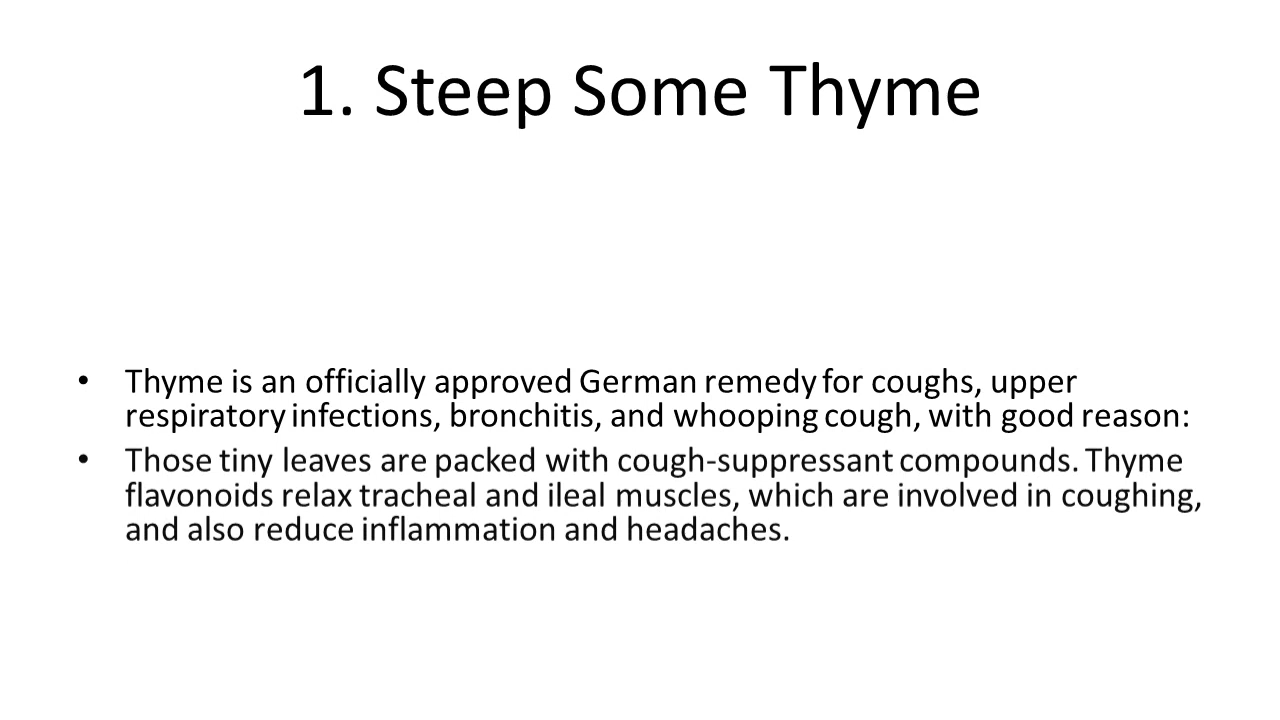 1. Steep Some Thyme
• Thyme is an officially approved German remedy for coughs, upper
respiratory infections, bronchitis, and whooping cough, with good reason:
• Those tiny leaves are packed with cough-suppressant compounds. Thyme
flavonoids relax tracheal and ileal muscles, which are involved in coughing,
and also reduce inflammation and headaches.